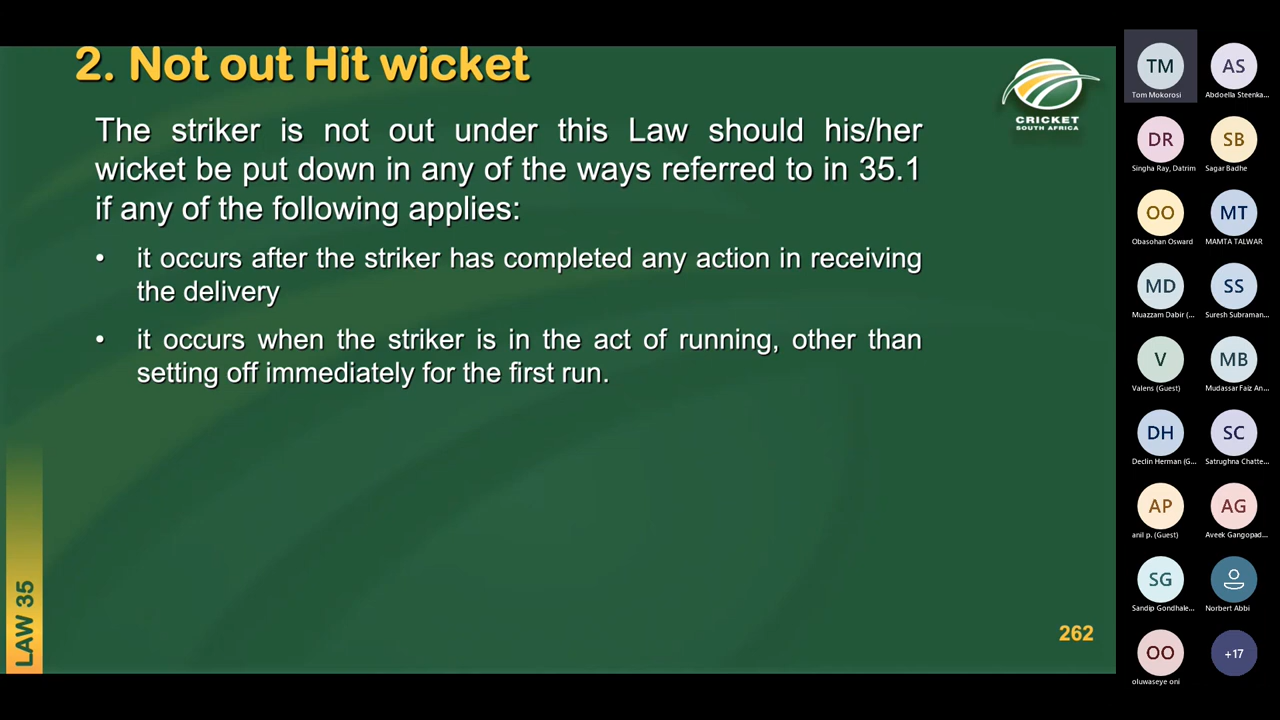 2. Not out Hit wicket
CRICKET
SOUTH AFRICA
The striker is not out under this Law should his/her
wicket be put down in any of the ways referred to in 35.1
if any of the following applies:
• it occurs after the striker has completed any action in receiving
the delivery
• it occurs when the striker is in the act of running, other than
setting off immediately for the first run.
LAW 35
262
TM
Tom Mokorosi
AS
Abdoella Steenka...
DR
Singha Ray, Datrim
SB
Sagar Badhe
OO
Obasohan Osward
MT
MAMTA TALWAR
MD
Muazzam Dabir (...
SS
Suresh Subraman...
V
Valens (Guest)
MB
Mudassar Faiz An...
DH
Declin Herman (G...
SC
Satrughna Chatte...
AP
anil p. (Guest)
AG
Aveek Gangopad...
SG
Sandip Gondhale...
Norbert Abbi
OO
oluwaseye oni
+17